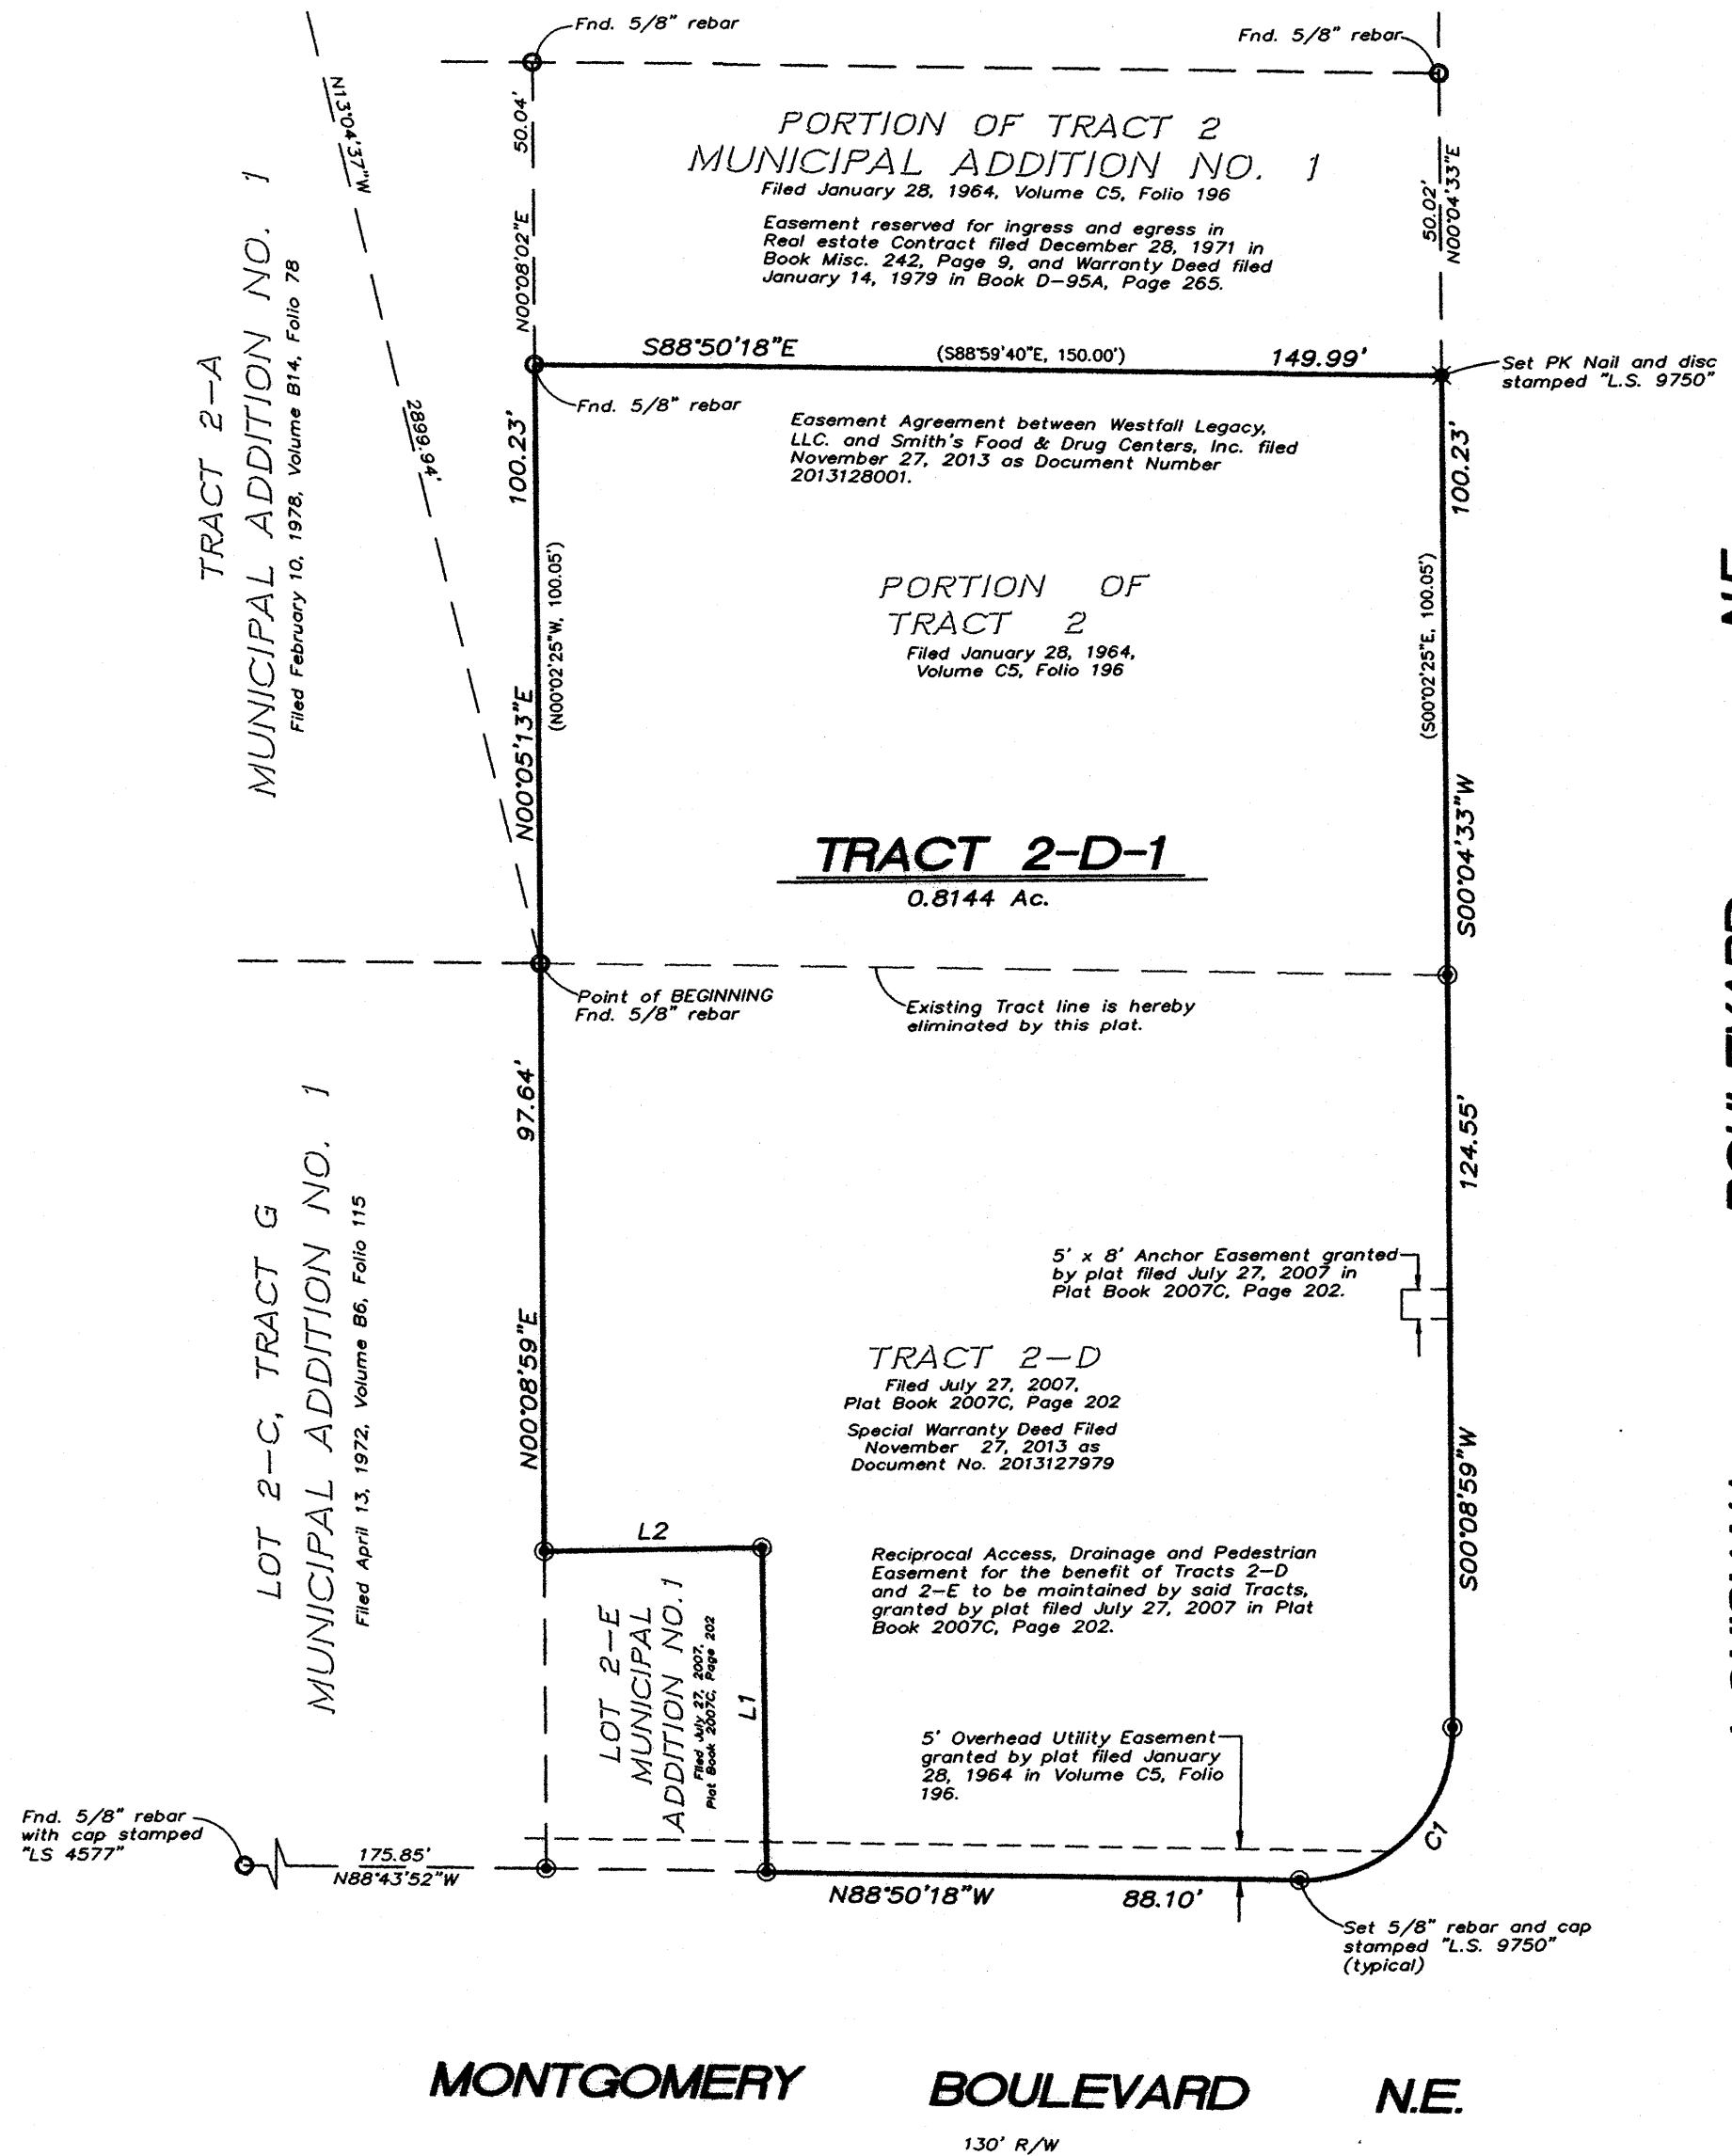 Fnd. 5/8" rebar
Fnd. 5/8" rebar
N13°04'37"W
2899.94'
50.04'
N00°08'02"E
50.02'
N00°04'33"E
PORTION OF TRACT 2
MUNICIPAL ADDITION NO. 1
Filed January 28, 1964, Volume C5, Folio 196
Easement reserved for ingress and egress in
Real estate Contract filed December 28, 1971 in
Book Misc. 242, Page 9, and Warranty Deed filed
January 14, 1979 in Book D-95A, Page 265.
TRACT 2-A
MUNICIPAL ADDITION NO. 1
Filed February 10, 1978, Volume B14, Folio 78
S88°50'18"E
(S88°59'40"E, 150.00')
149.99'
Set PK Nail and disc
stamped "L.S. 9750"
Fnd. 5/8" rebar
100.23'
(N00°02'25"W, 100.05')
N00°05'13"E
Easement Agreement between Westfall Legacy,
LLC. and Smith's Food & Drug Centers, Inc. filed
November 27, 2013 as Document Number
2013128001.
100.23'
(S00°02'25"E, 100.05')
S00°04'33"W
PORTION OF
TRACT 2
Filed January 28, 1964,
Volume C5, Folio 196
TRACT 2-D-1
0.8144 Ac.
Point of BEGINNING
Fnd. 5/8" rebar
Existing Tract line is hereby
eliminated by this plat.
97.64'
N00°08'59"E
124.55'
S00°08'59"W
LOT 2-C, TRACT G
MUNICIPAL ADDITION NO. 1
Filed April 13, 1972, Volume B6, Folio 115
5' x 8' Anchor Easement granted
by plat filed July 27, 2007 in
Plat Book 2007C, Page 202.
TRACT 2-D
Filed July 27, 2007,
Plat Book 2007C, Page 202
Special Warranty Deed Filed
November 27, 2013 as
Document No. 2013127979
L2
Reciprocal Access, Drainage and Pedestrian
Easement for the benefit of Tracts 2-D
and 2-E to be maintained by said Tracts,
granted by plat filed July 27, 2007 in Plat
Book 2007C, Page 202.
LOT 2-E
MUNICIPAL
ADDITION NO. 1
Filed July 27, 2007,
Plat Book 2007C, Page 202
L1
5' Overhead Utility Easement
granted by plat filed January
28, 1964 in Volume C5, Folio
196.
C1
Fnd. 5/8" rebar
with cap stamped
"LS 4577"
175.85'
N88°43'52"W
N88°50'18"W
88.10'
Set 5/8" rebar and cap
stamped "L.S. 9750"
(typical)
MONTGOMERY BOULEVARD N.E.
130' R/W